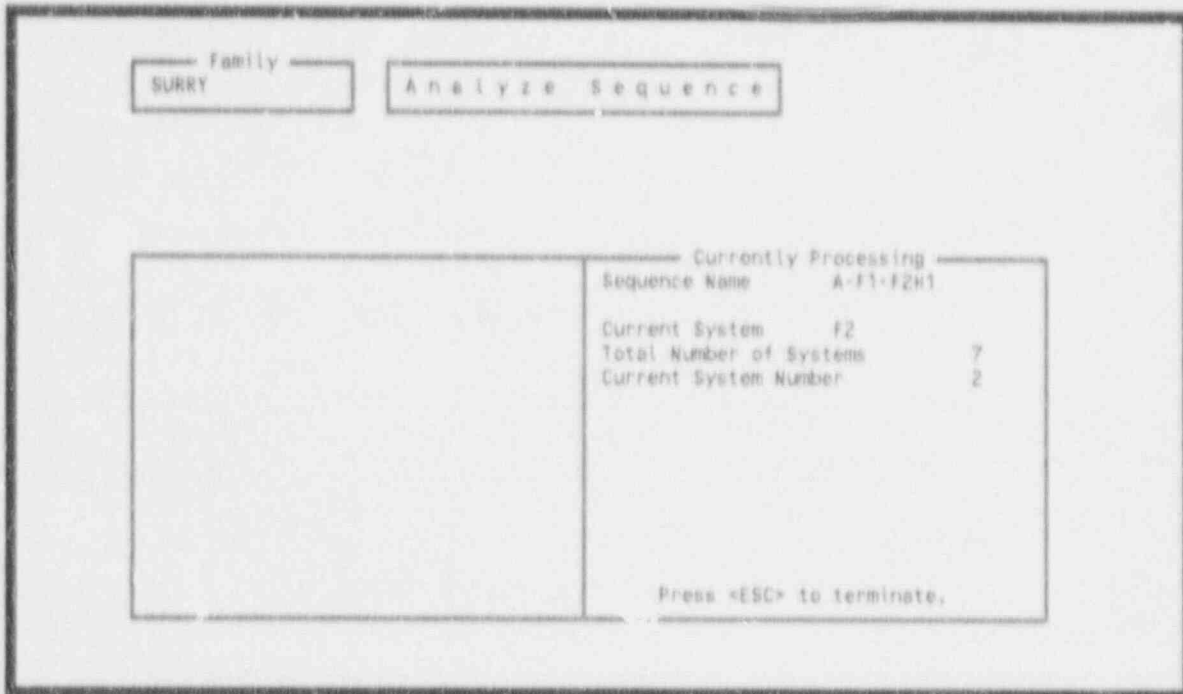 Family
SURRY
Analyze Sequence
Currently Processing
Sequence Name A-F1-F2H1
Current System F2
Total Number of Systems 7
Current System Number 2
Press <ESC> to terminate.